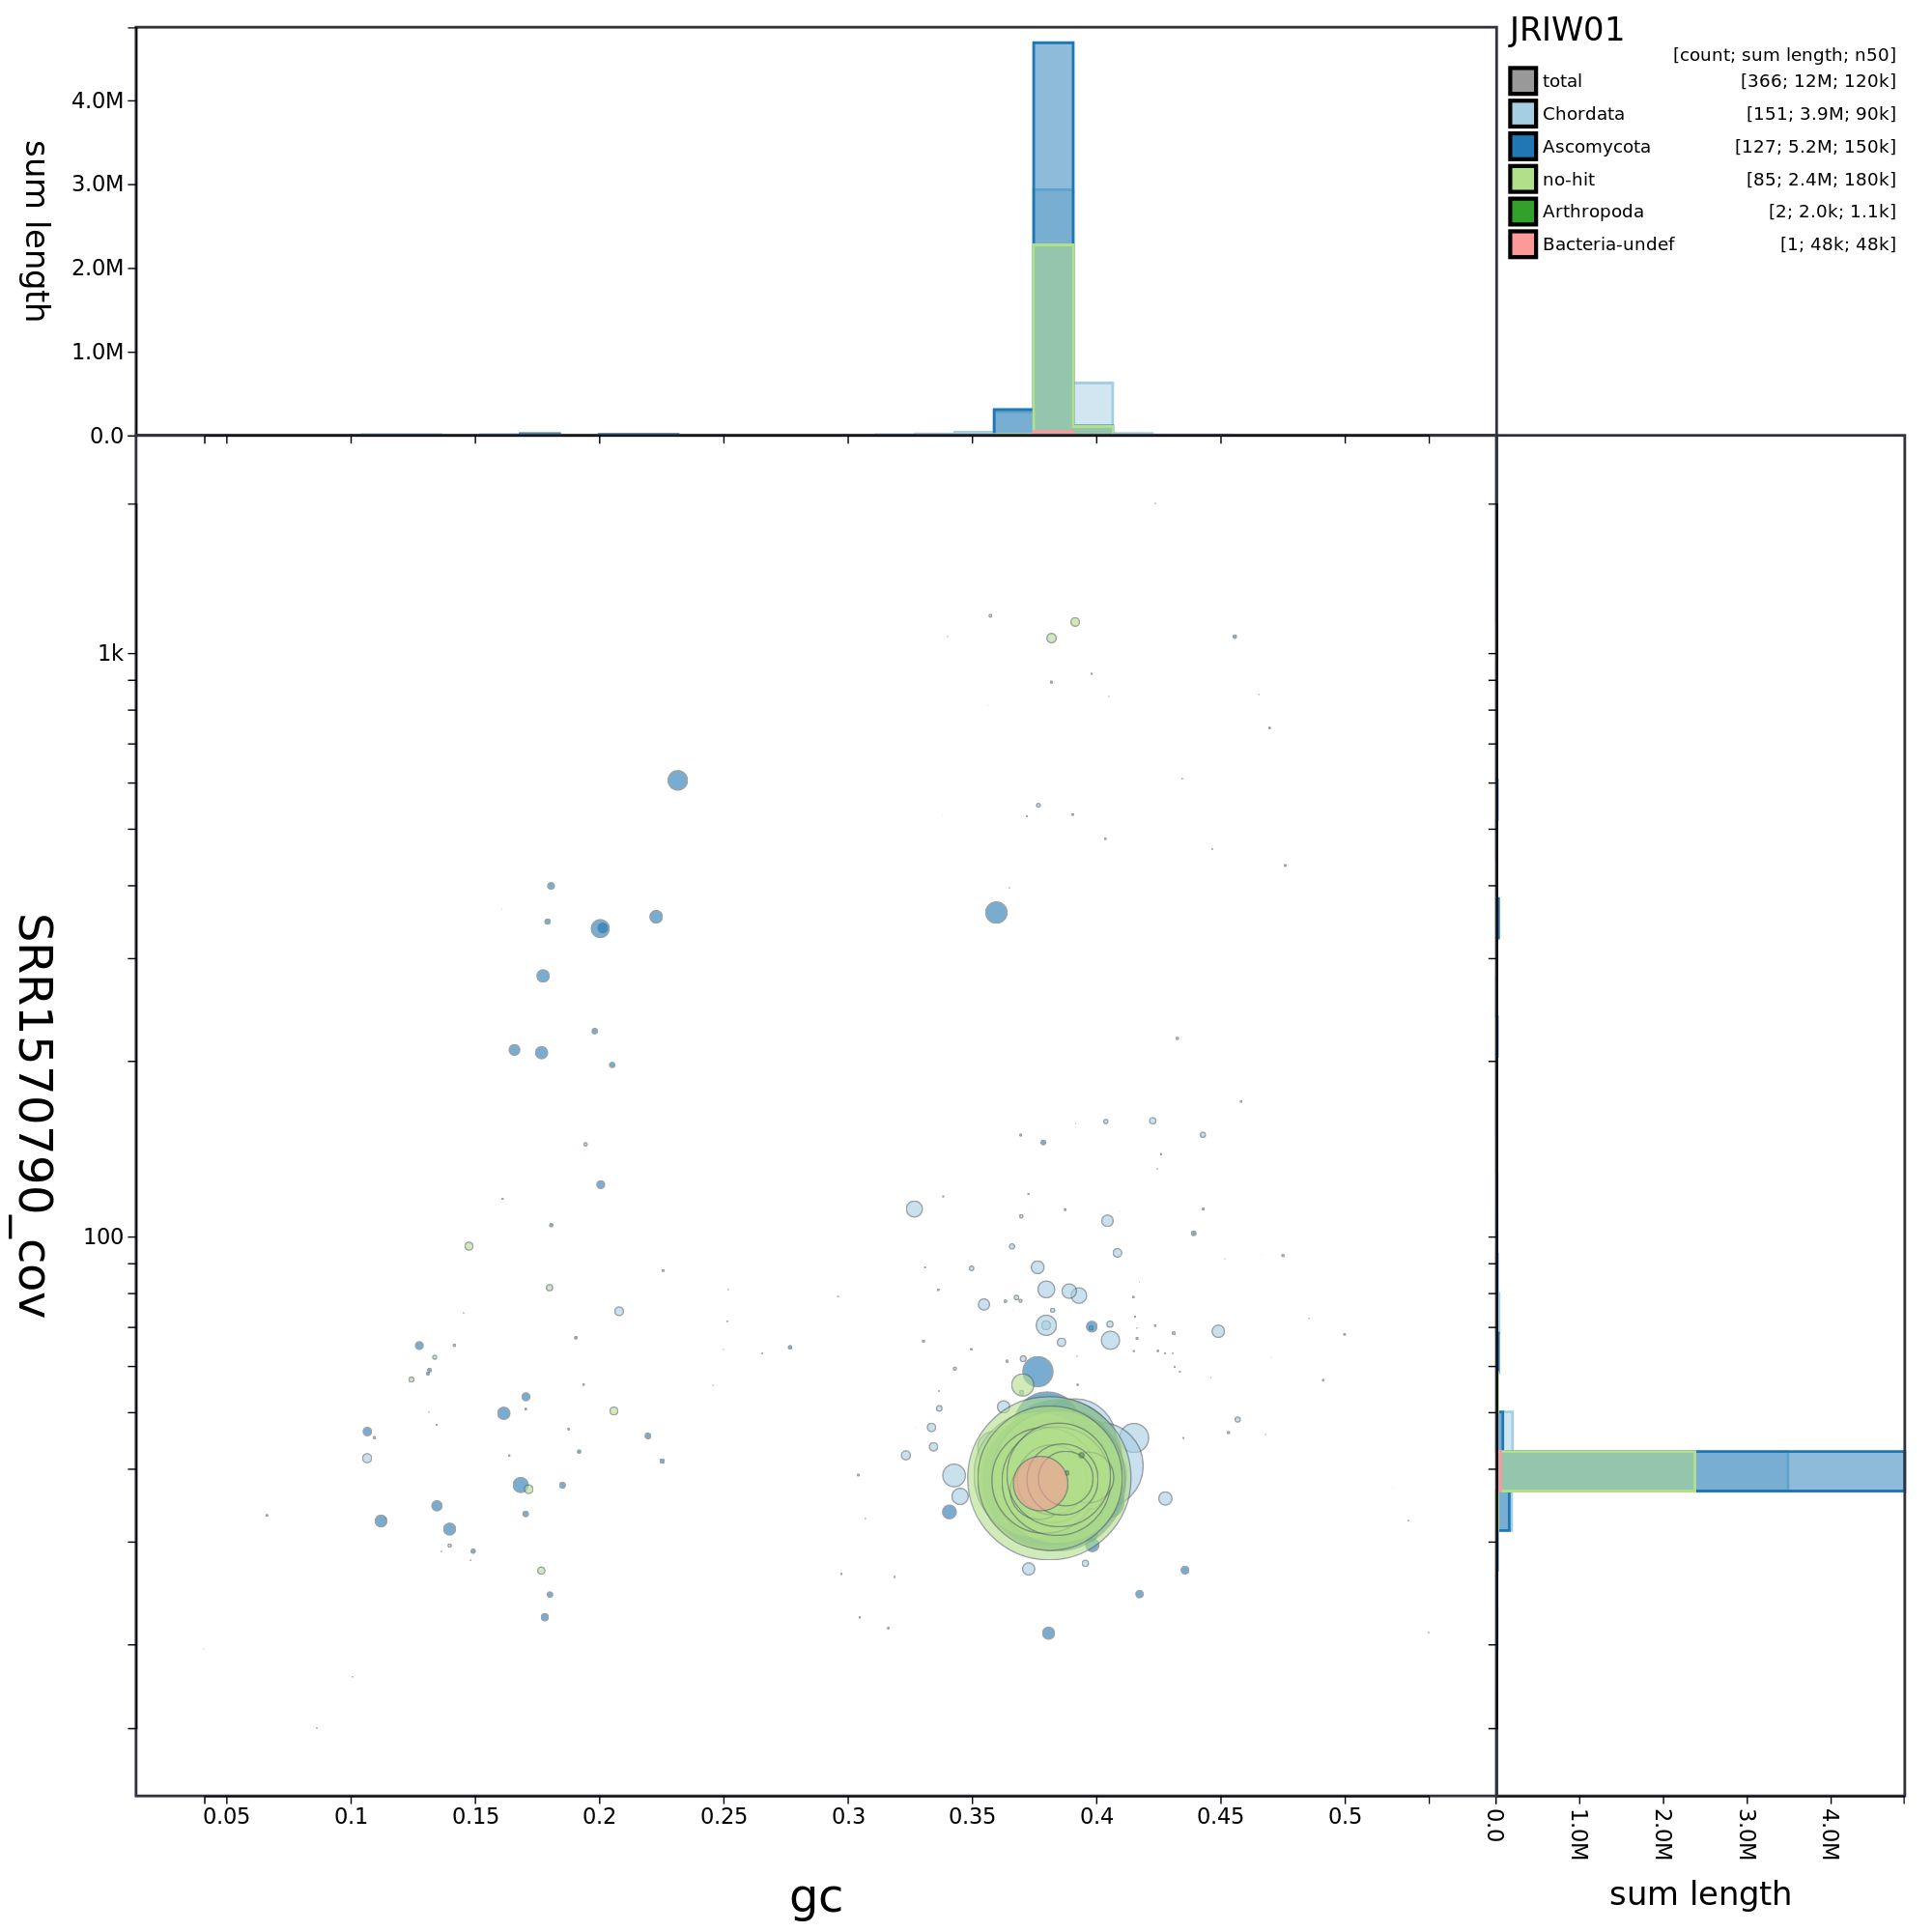 JRIW01
[count; sum length; n50]
total [366; 12M; 120k]
Chordata [151; 3.9M; 90k]
Ascomycota [127; 5.2M; 150k]
no-hit [85; 2.4M; 180k]
Arthropoda [2; 2.0k; 1.1k]
Bacteria-undef [1; 48k; 48k]
sum length
4.0M
3.0M
2.0M
1.0M
0.0
SRR1570790_cov
1k
100
0.05 0.1 0.15 0.2 0.25 0.3 0.35 0.4 0.45 0.5
gc
0.0 1.0M 2.0M 3.0M 4.0M
sum length